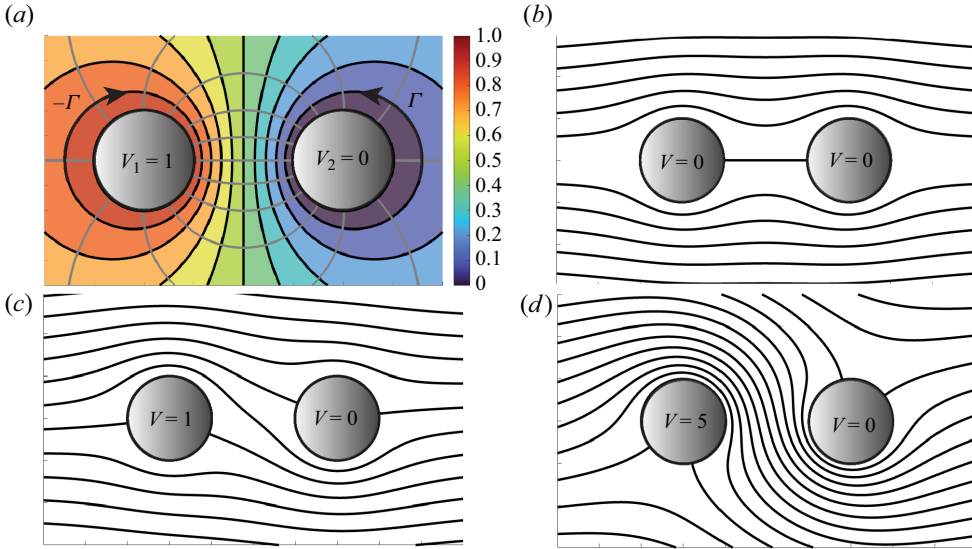 (a)
–Γ
Γ
V1 = 1
V2 = 0
1.0
0.9
0.8
0.7
0.6
0.5
0.4
0.3
0.2
0.1
0
(b)
V = 0
V = 0
(c)
V = 1
V = 0
(d)
V = 5
V = 0